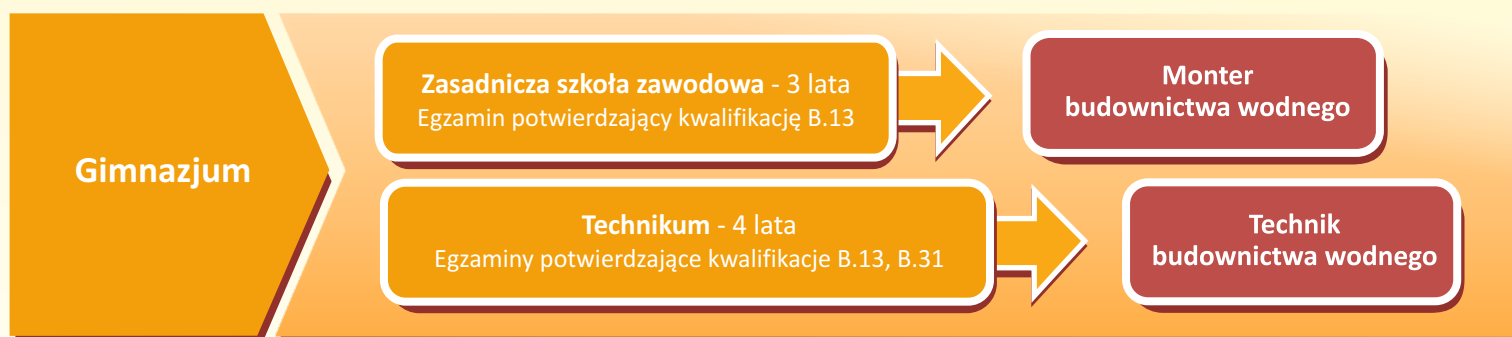 Gimnazjum
Zasadnicza szkoła zawodowa - 3 lata
Egzamin potwierdzający kwalifikację B.13
Monter
budownictwa wodnego
Technikum - 4 lata
Egzaminy potwierdzające kwalifikacje B.13, B.31
Technik
budownictwa wodnego